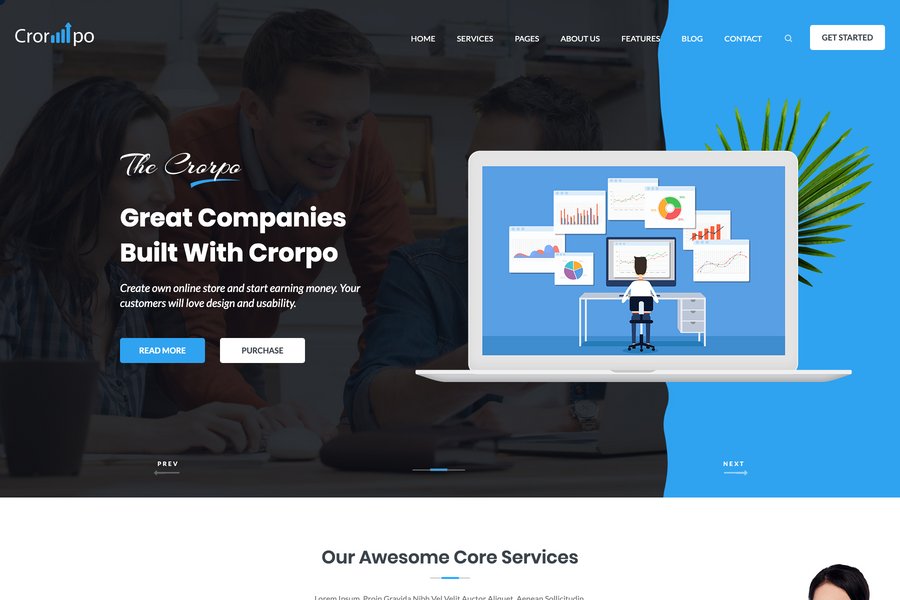 Crorpo
HOME SERVICES PAGES ABOUT US FEATURES BLOG CONTACT GET STARTED
The Crorpo
Great Companies
Built With Crorpo
Create own online store and start earning money. Your
customers will love design and usability.
READ MORE PURCHASE
PREV NEXT
Our Awesome Core Services
Lorem Ipsum. Proin Gravida Nibh Vel Velit Auctor Aliquet. Aenean Sollicitudin